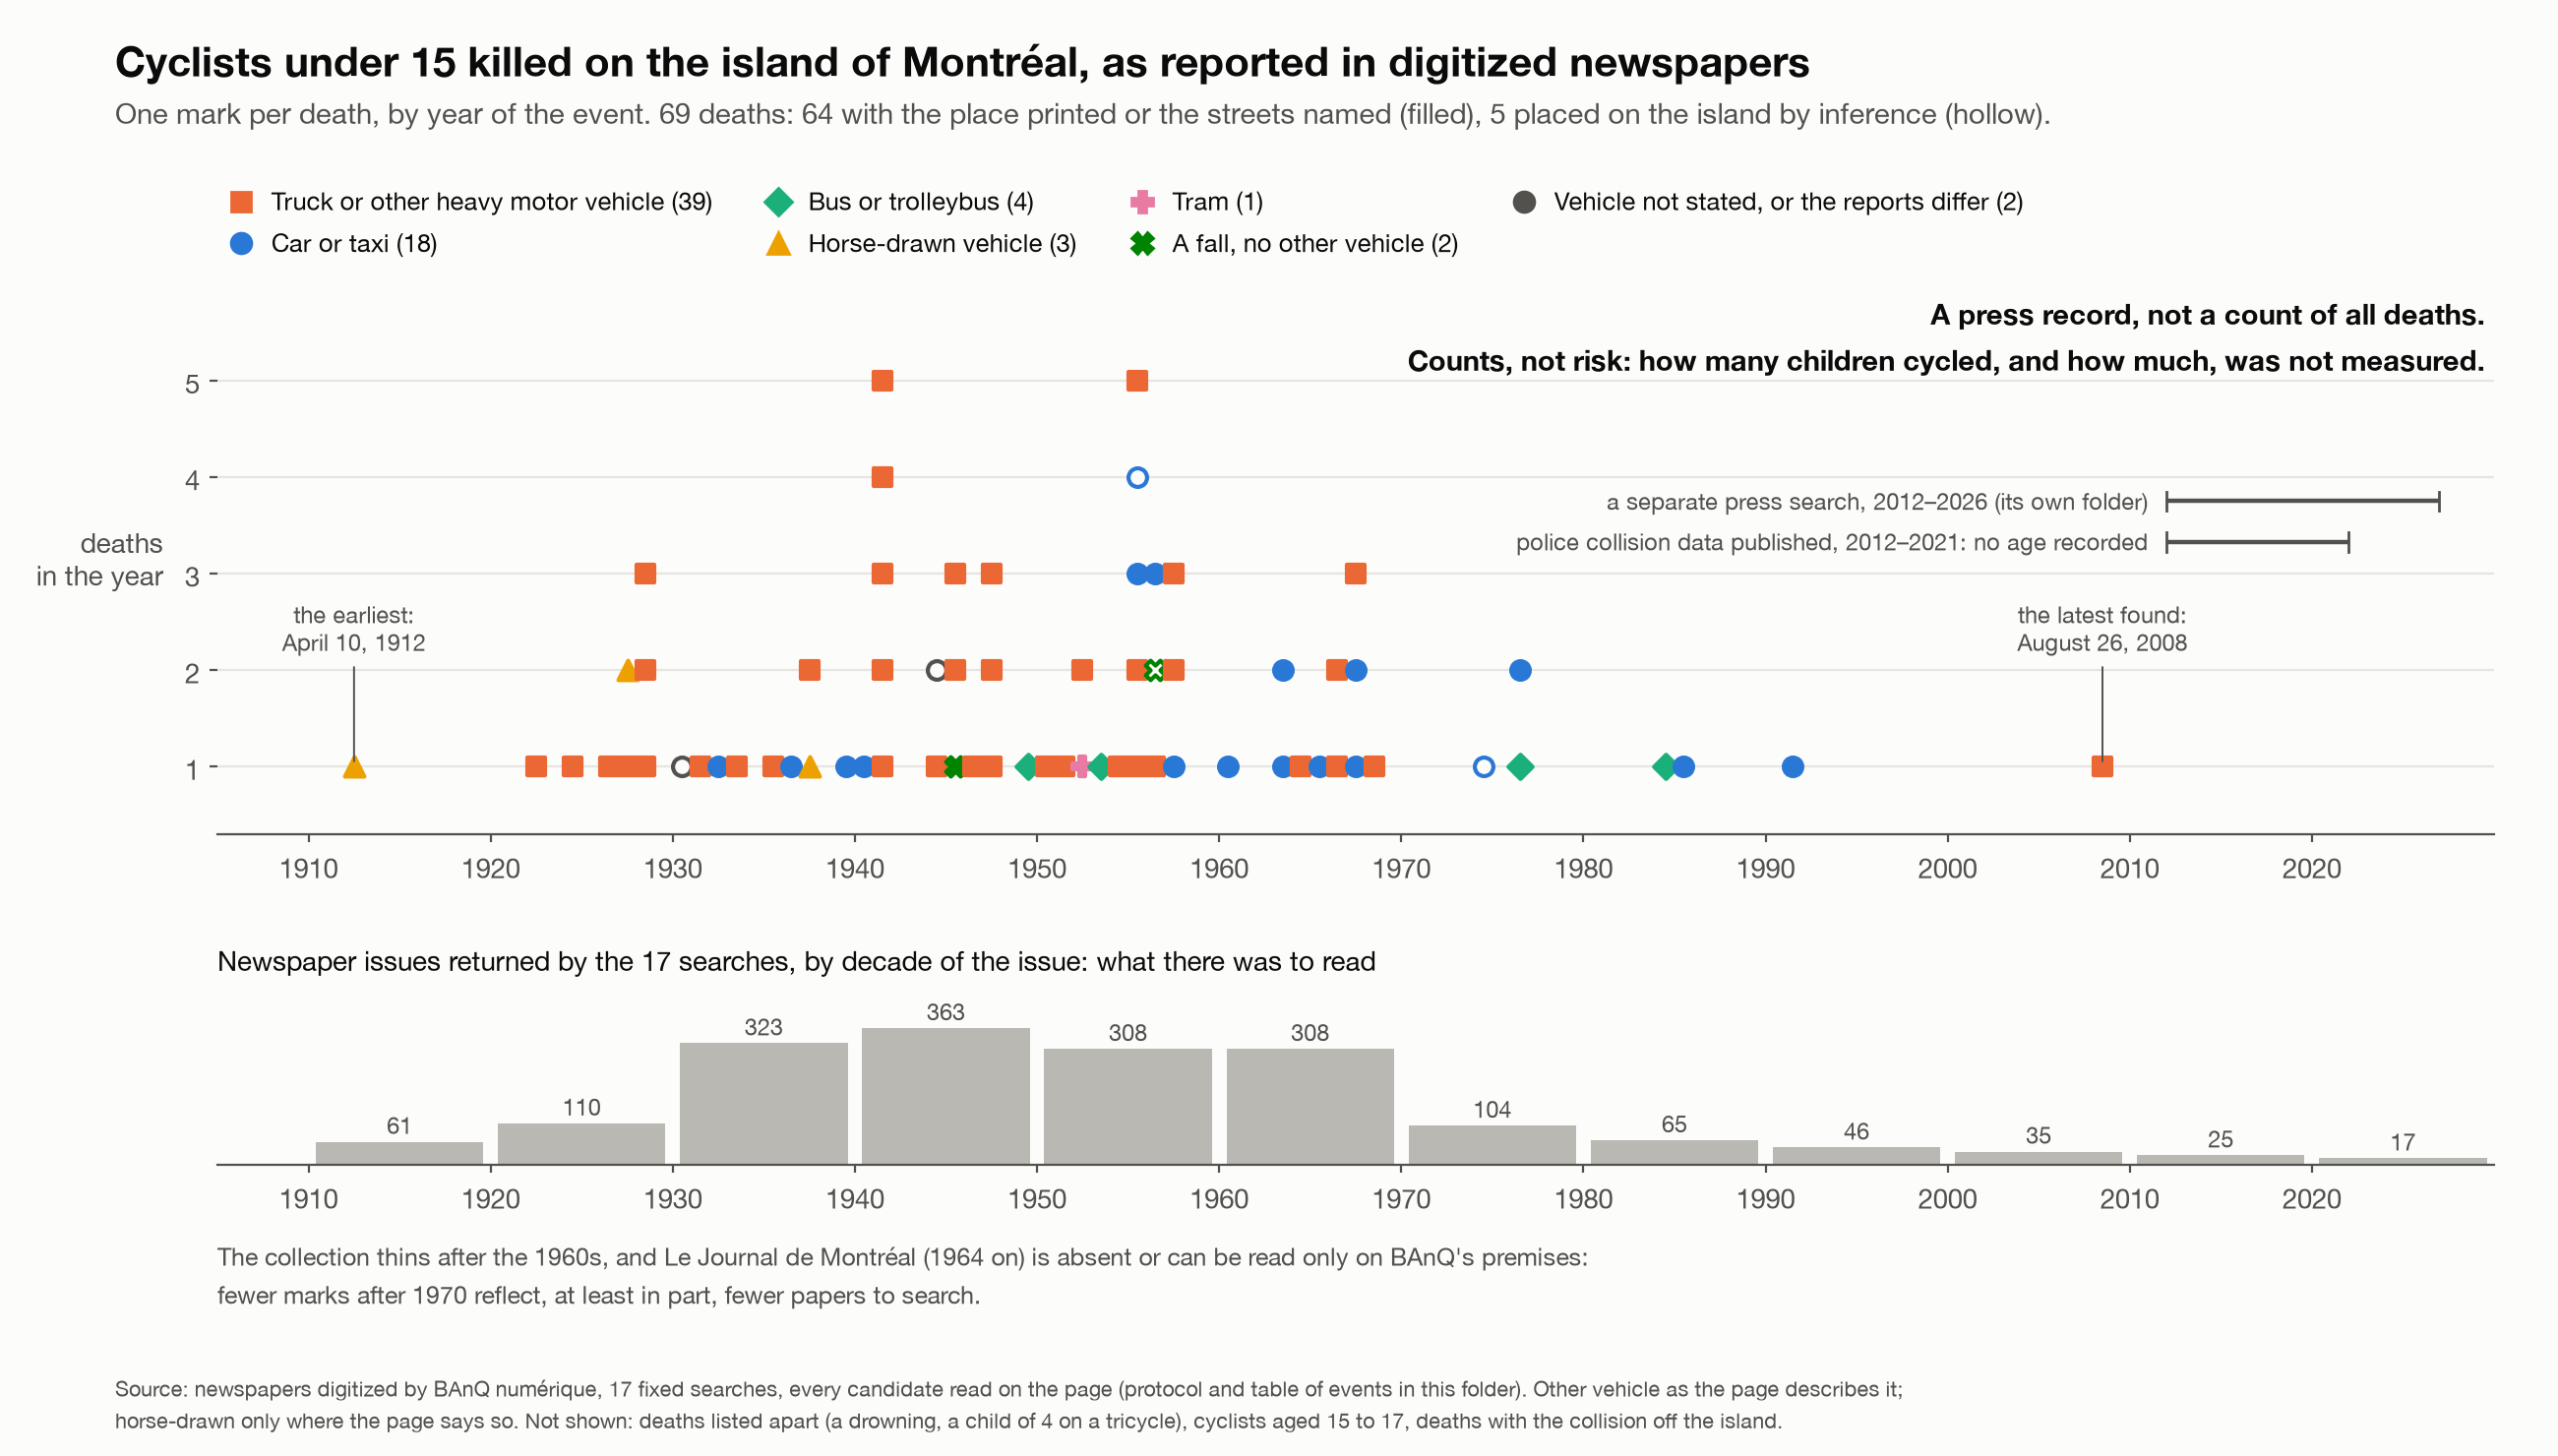 Cyclists under 15 killed on the island of Montréal, as reported in digitized newspapers
One mark per death, by year of the event. 69 deaths: 64 with the place printed or the streets named (filled), 5 placed on the island by inference (hollow).
Truck or other heavy motor vehicle (39)
Bus or trolleybus (4)
Tram (1)
Vehicle not stated, or the reports differ (2)
Car or taxi (18)
Horse-drawn vehicle (3)
A fall, no other vehicle (2)
A press record, not a count of all deaths.
Counts, not risk: how many children cycled, and how much, was not measured.
5
4
a separate press search, 2012–2026 (its own folder)
police collision data published, 2012–2021: no age recorded
deaths
in the year
3
the earliest:
April 10, 1912
the latest found:
August 26, 2008
2
1
1910 1920 1930 1940 1950 1960 1970 1980 1990 2000 2010 2020
Newspaper issues returned by the 17 searches, by decade of the issue: what there was to read
61 110 323 363 308 308 104 65 46 35 25 17
1910 1920 1930 1940 1950 1960 1970 1980 1990 2000 2010 2020
The collection thins after the 1960s, and Le Journal de Montréal (1964 on) is absent or can be read only on BAnQ's premises:
fewer marks after 1970 reflect, at least in part, fewer papers to search.
Source: newspapers digitized by BAnQ numérique, 17 fixed searches, every candidate read on the page (protocol and table of events in this folder). Other vehicle as the page describes it;
horse-drawn only where the page says so. Not shown: deaths listed apart (a drowning, a child of 4 on a tricycle), cyclists aged 15 to 17, deaths with the collision off the island.